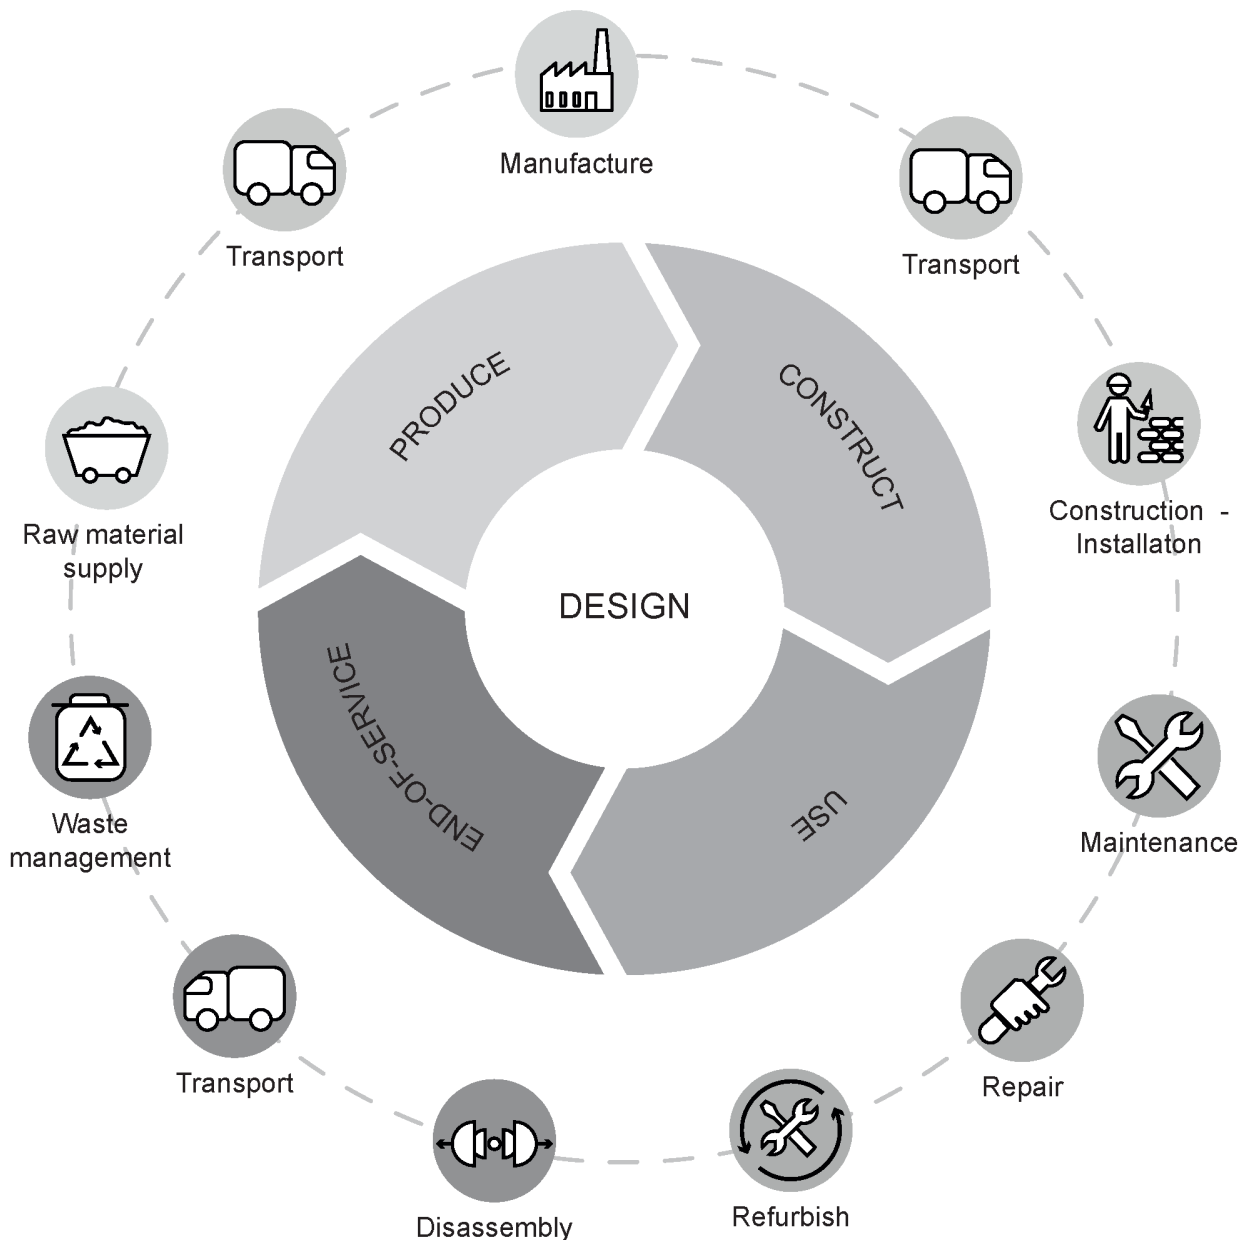 Manufacture
Transport
Transport
PRODUCE
CONSTRUCT
Raw material
supply
Construction -
Installaton
DESIGN
END-OF-SERVICE
USE
Waste
management
Maintenance
Transport
Repair
Disassembly
Refurbish